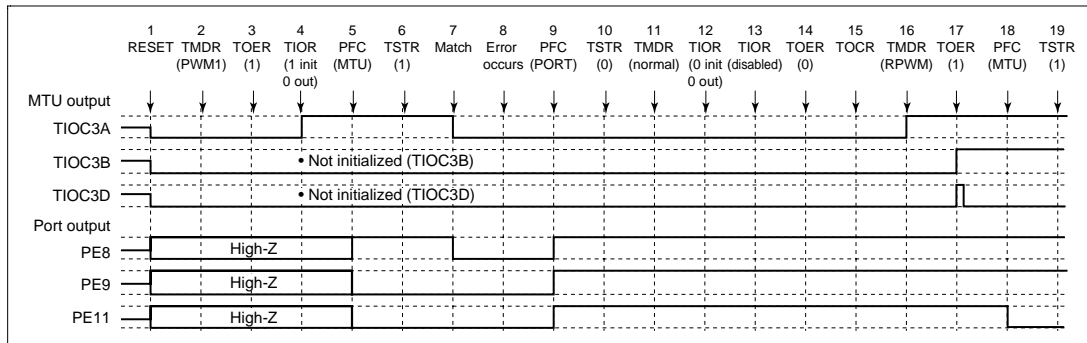 1 2 3 4 5 6 7 8 9 10 11 12 13 14 15 16 17 18 19
RESET TMDR TOER TIOR PFC TSTR Match Error PFC TSTR TMDR TIOR TIOR TOER TOCR TMDR TOER PFC TSTR
(PWM1) (1) (1 init (MTU) (1) occurs (PORT) (0) (normal) (0 init (disabled) (0) (RPWM) (1) (MTU) (1)
0 out) 0 out)
MTU output
TIOC3A
TIOC3B • Not initialized (TIOC3B)
TIOC3D • Not initialized (TIOC3D)
Port output
PE8 High-Z
PE9 High-Z
PE11 High-Z